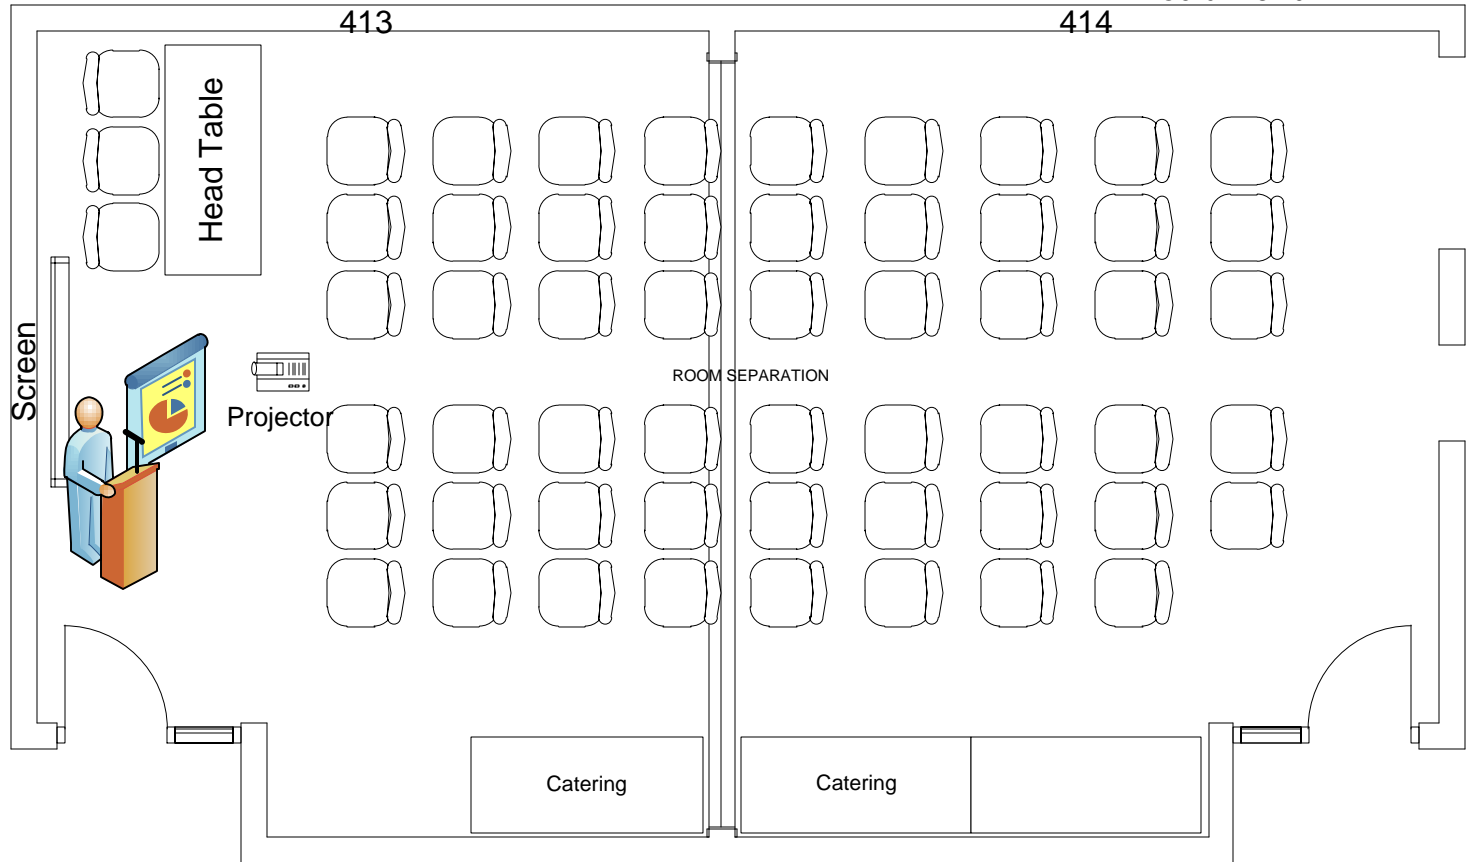 413
414
Head Table
Screen
ROOM SEPARATION
Projector
Catering
Catering